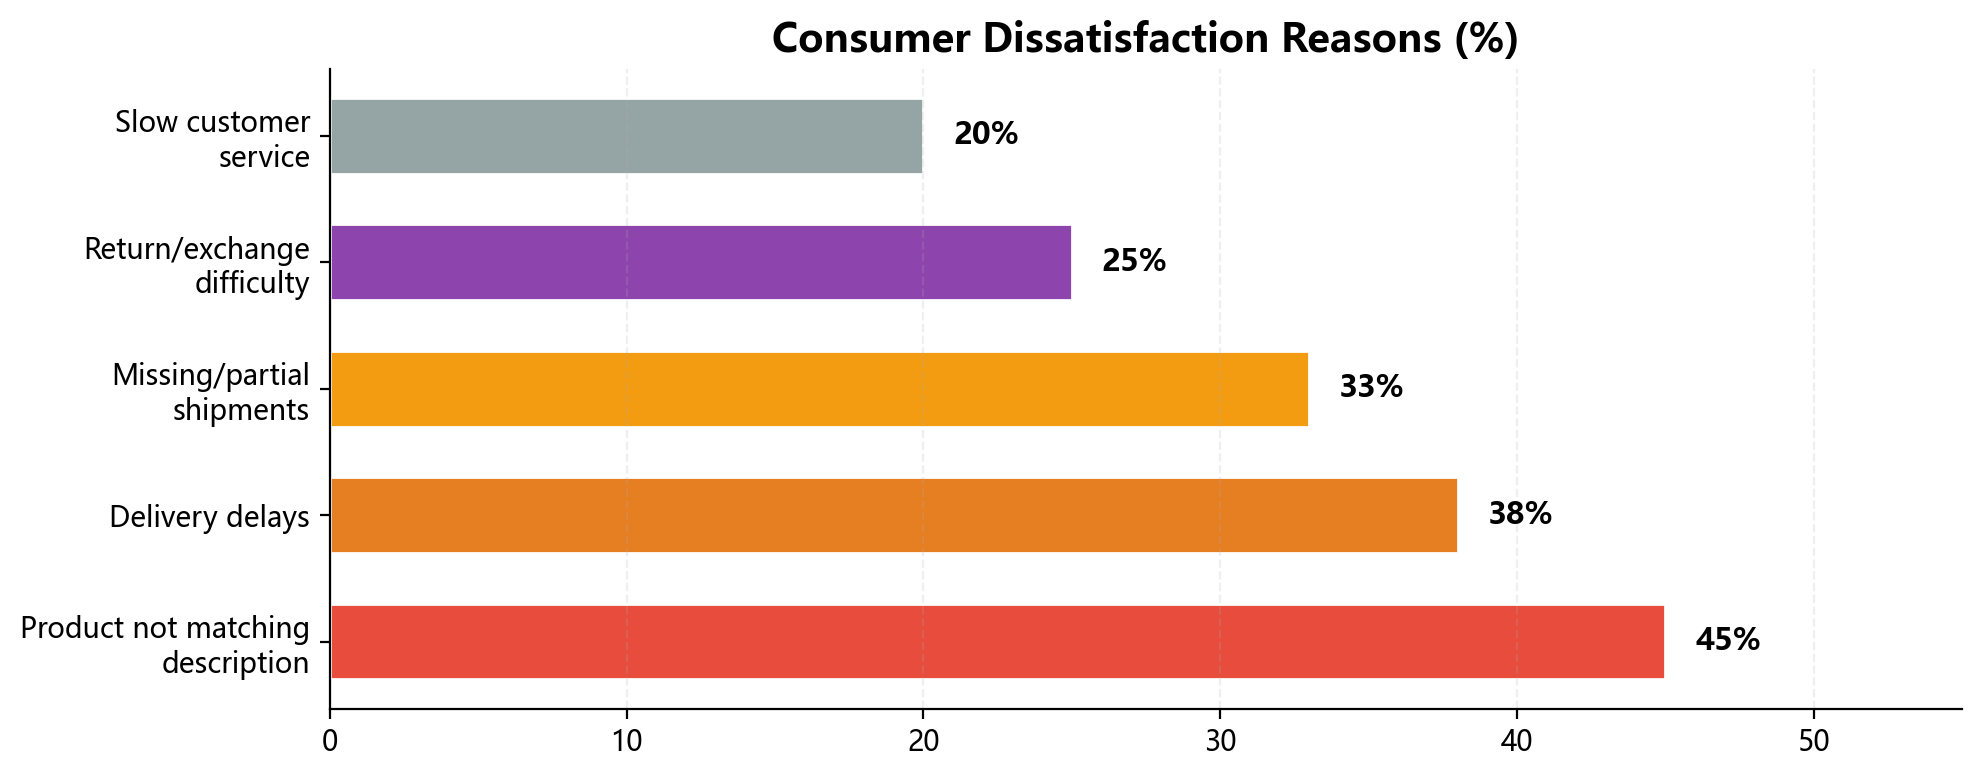 Consumer Dissatisfaction Reasons (%)
Slow customer
service
20%
Return/exchange
difficulty
25%
Missing/partial
shipments
33%
Delivery delays
38%
Product not matching
description
45%
0 10 20 30 40 50